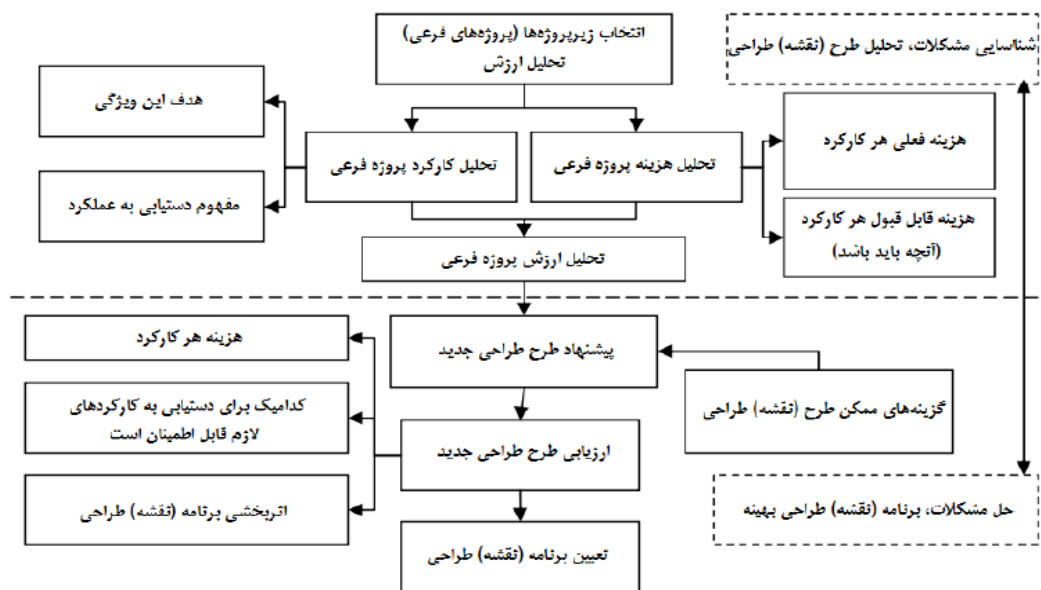 انتخاب زیرپروژه‌ها (پروژه‌های فرعی)
تحلیل ارزش
شناسایی مشکلات، تحلیل طرح (نقشه) طراحی
هدف این ویژگی
هزینه فعلی هر کارکرد
تحلیل هزینه پروژه فرعی
تحلیل کارکرد پروژه فرعی
مفهوم دستیابی به عملکرد
هزینه قابل قبول هر کارکرد
(آنچه باید باشد)
تحلیل ارزش پروژه فرعی
هزینه هر کارکرد
پیشنهاد طرح طراحی جدید
گزینه‌های ممکن طرح (نقشه) طراحی
کدامیک برای دستیابی به کارکردهای
لازم قابل اطمینان است
ارزیابی طرح طراحی جدید
اثربخشی برنامه (نقشه) طراحی
حل مشکلات، برنامه (نقشه) طراحی بهینه
تعیین برنامه (نقشه) طراحی